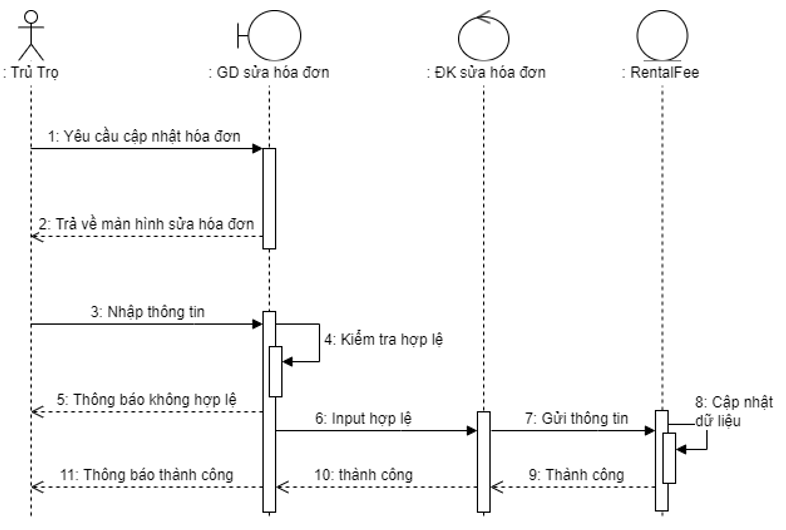 : Trủ Trọ
: GD sửa hóa đơn
: ĐK sửa hóa đơn
: RentalFee
1: Yêu cầu cập nhật hóa đơn
2: Trả về màn hình sửa hóa đơn
3: Nhập thông tin
4: Kiểm tra hợp lệ
5: Thông báo không hợp lệ
6: Input hợp lệ
7: Gửi thông tin
8: Cập nhật
dữ liệu
11: Thông báo thành công
10: thành công
9: Thành công